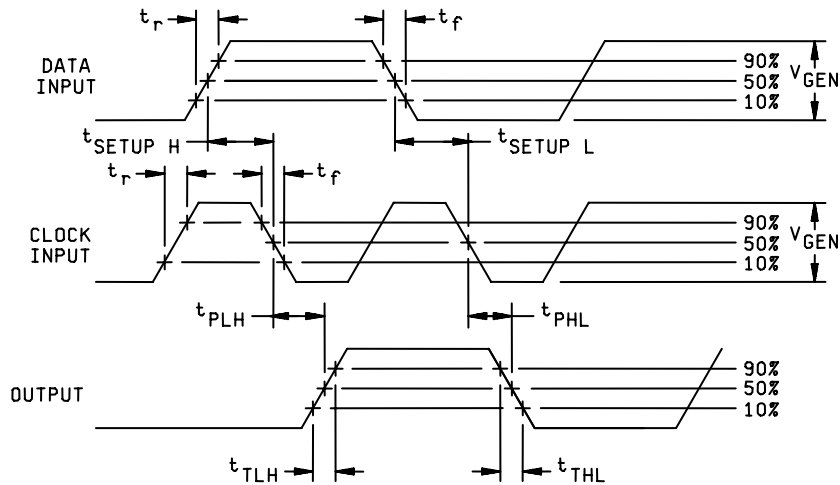 t_r t_f
DATA INPUT
90%
50%
10%
V_GEN
t_SETUP H t_SETUP L
t_r t_f
CLOCK INPUT
90%
50%
10%
V_GEN
t_PLH t_PHL
OUTPUT
90%
50%
10%
t_TLH t_THL